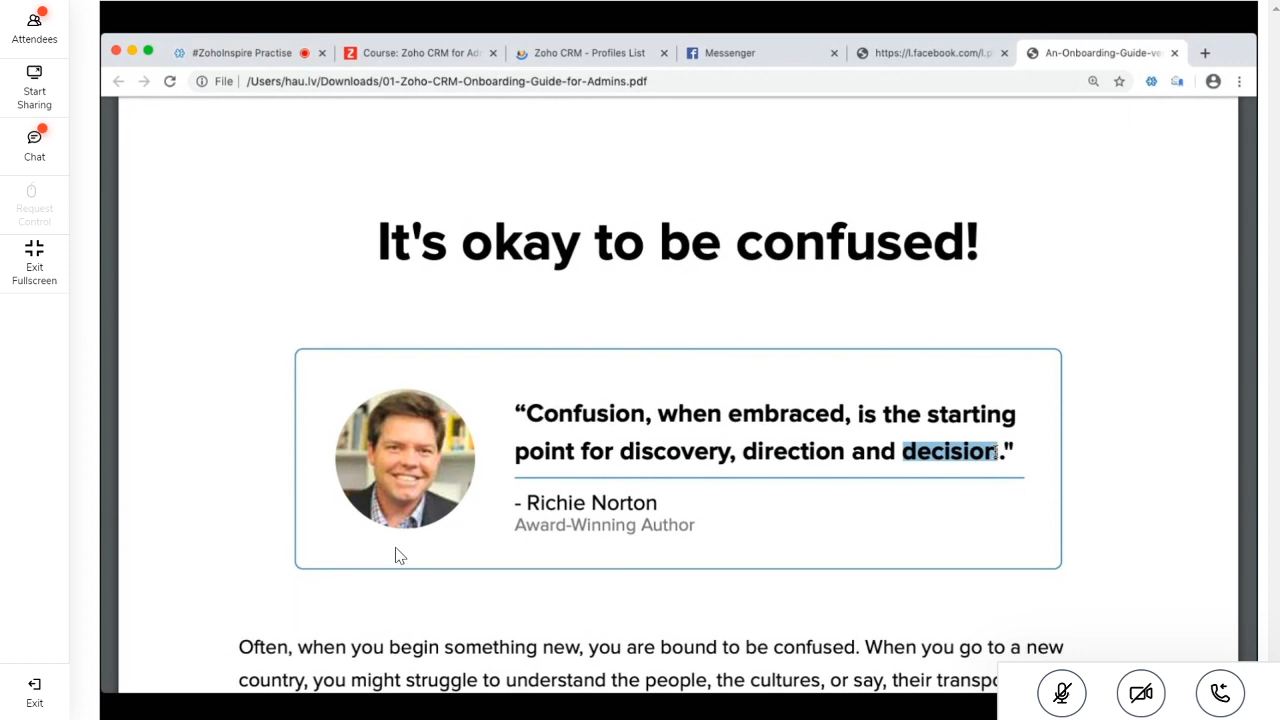 Attendees
Start
Sharing
Chat
Request
Control
Exit
Fullscreen
Exit
#ZohoInspire Practise
Course: Zoho CRM for Ad
Zoho CRM - Profiles List
Messenger
https://l.facebook.com/l.p
An-Onboarding-Guide-ve
File
/Users/hau.lv/Downloads/01-Zoho-CRM-Onboarding-Guide-for-Admins.pdf
It's okay to be confused!
“Confusion, when embraced, is the starting
point for discovery, direction and decision."
- Richie Norton
Award-Winning Author
Often, when you begin something new, you are bound to be confused. When you go to a new
country, you might struggle to understand the people, the cultures, or say, their transpo